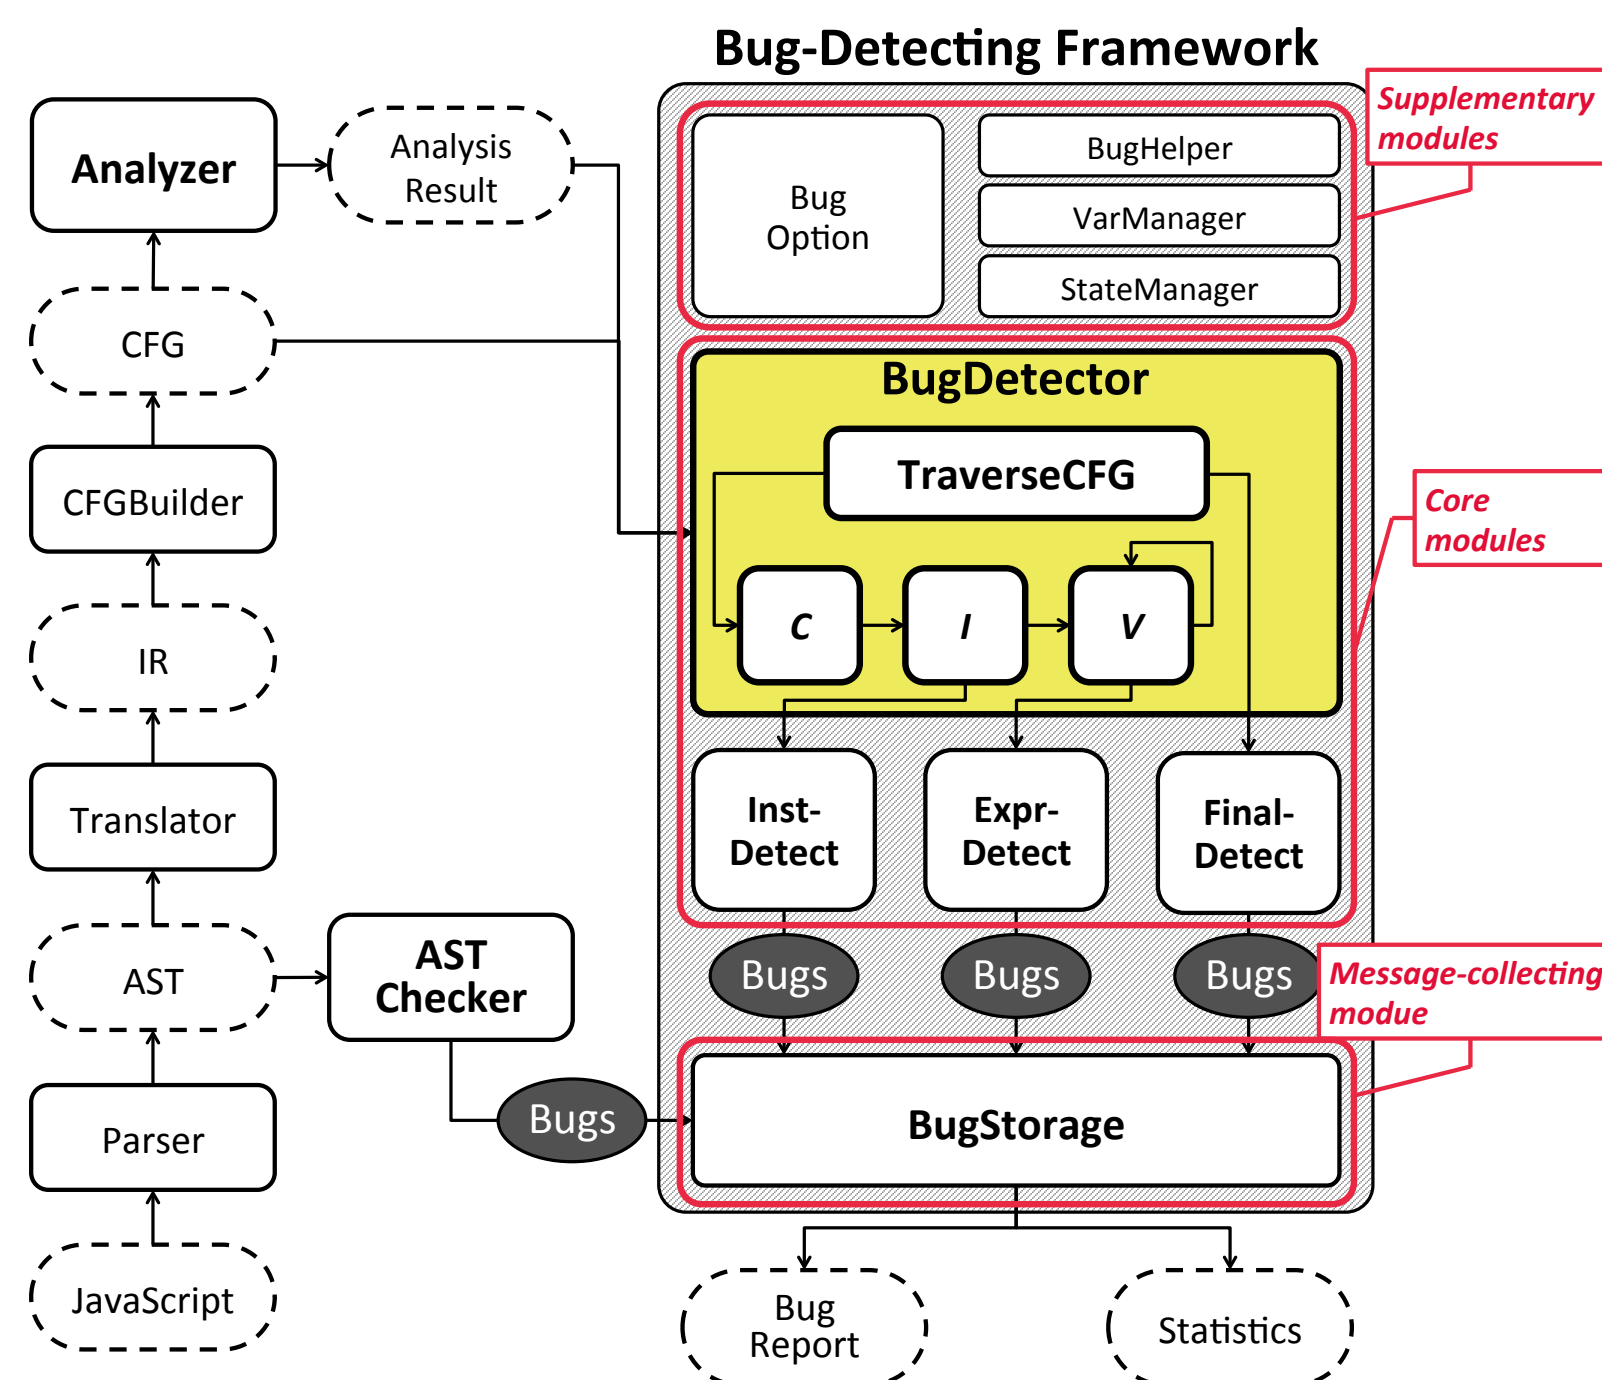 Bug-Detecting Framework
Supplementary
modules
Analyzer
Analysis
Result
Bug
Option
BugHelper
VarManager
StateManager
CFG
BugDetector
TraverseCFG
Core
modules
CFGBuilder
C
I
V
IR
Translator
Inst-
Detect
Expr-
Detect
Final-
Detect
AST
AST
Checker
Bugs
Bugs
Bugs
Message-collecting
modue
Parser
Bugs
BugStorage
JavaScript
Bug
Report
Statistics